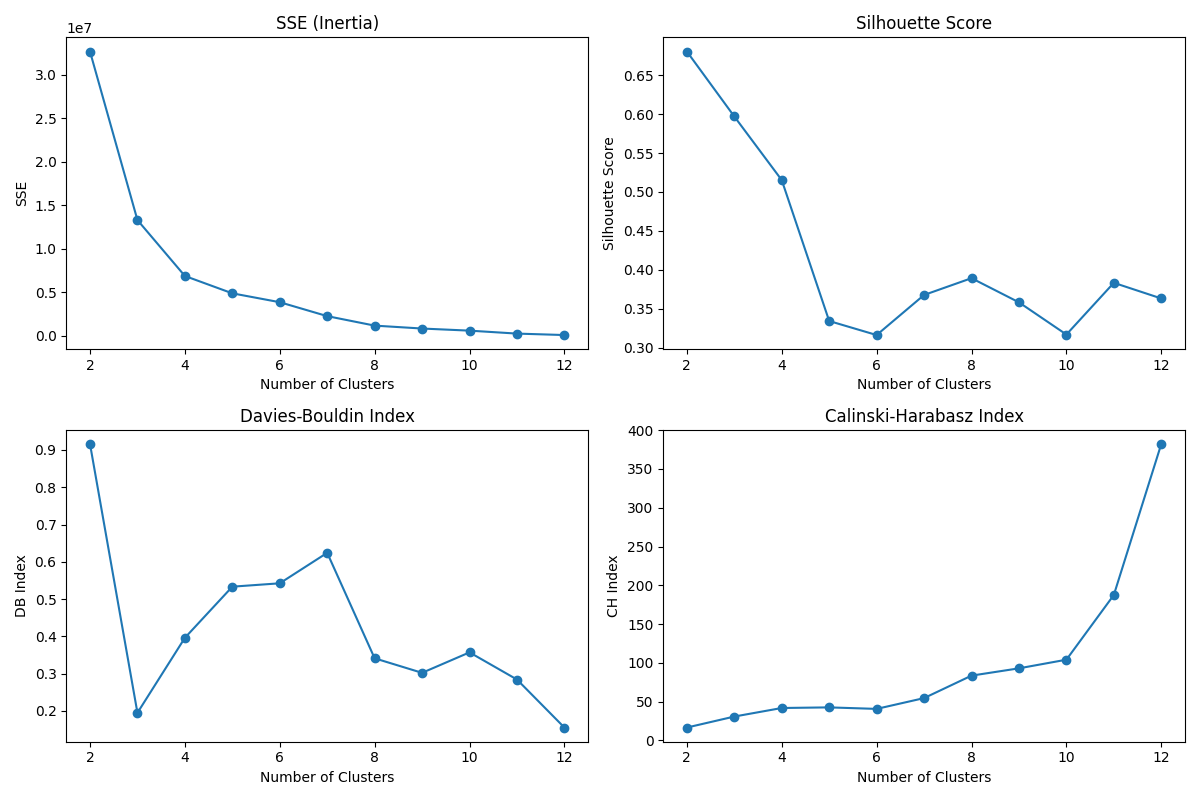 SSE (Inertia)
1e7
3.0
2.5
2.0
1.5
1.0
0.5
0.0
SSE
2 4 6 8 10 12
Number of Clusters
Silhouette Score
0.65
0.60
0.55
0.50
0.45
0.40
0.35
0.30
Silhouette Score
2 4 6 8 10 12
Number of Clusters
Davies-Bouldin Index
0.9
0.8
0.7
0.6
0.5
0.4
0.3
0.2
DB Index
2 4 6 8 10 12
Number of Clusters
Calinski-Harabasz Index
400
350
300
250
200
150
100
50
0
CH Index
2 4 6 8 10 12
Number of Clusters